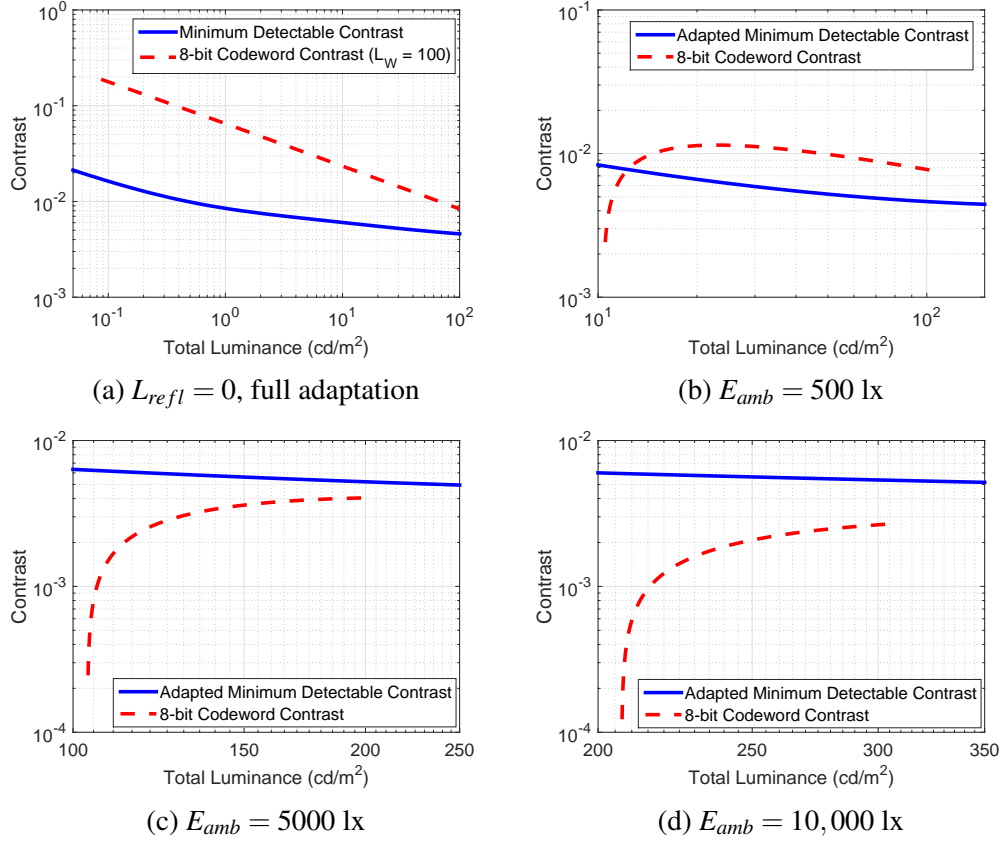 10^0
10^-1
10^-2
10^-3
Contrast
Minimum Detectable Contrast
8-bit Codeword Contrast (L_W = 100)
10^-1 10^0 10^1 10^2
Total Luminance (cd/m²)
(a) L_refl = 0, full adaptation
10^-1
10^-2
10^-3
Contrast
Adapted Minimum Detectable Contrast
8-bit Codeword Contrast
10^1 10^2
Total Luminance (cd/m²)
(b) E_amb = 500 lx
10^-2
10^-3
10^-4
Contrast
Adapted Minimum Detectable Contrast
8-bit Codeword Contrast
100 150 200 250
Total Luminance (cd/m²)
(c) E_amb = 5000 lx
10^-2
10^-3
10^-4
Contrast
Adapted Minimum Detectable Contrast
8-bit Codeword Contrast
200 250 300 350
Total Luminance (cd/m²)
(d) E_amb = 10,000 lx